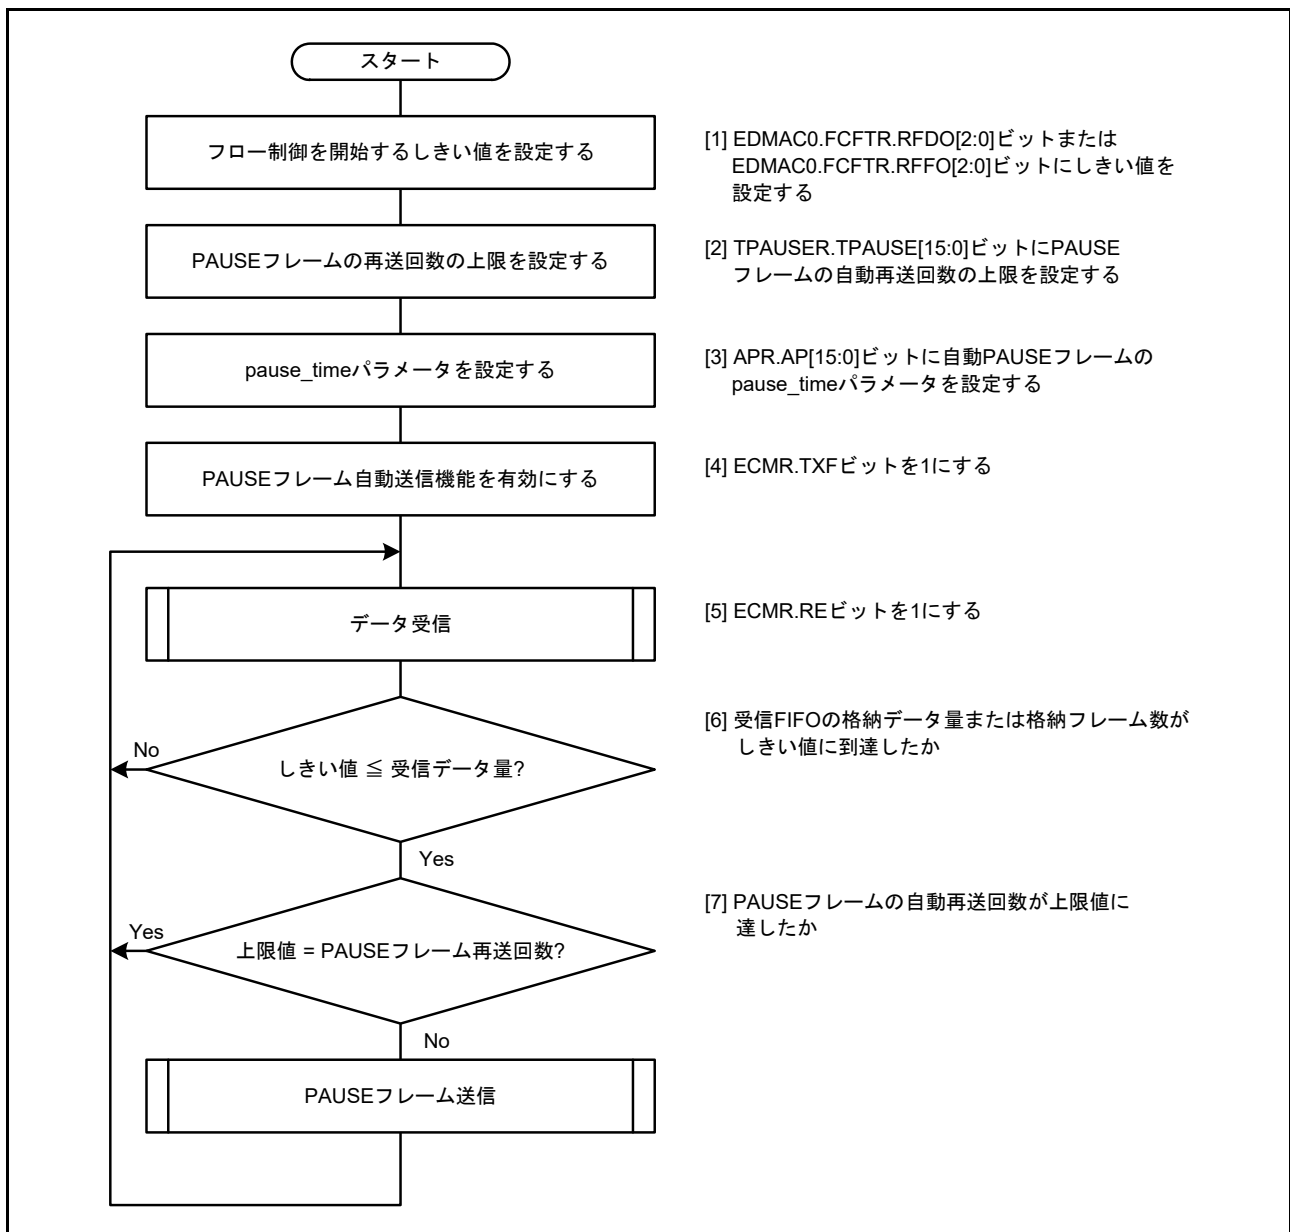 スタート
フロー制御を開始するしきい値を設定する
[1] EDMAC0.FCFTR.RFDO[2:0]ビットまたは
EDMAC0.FCFTR.RFFO[2:0]ビットにしきい値を
設定する
PAUSEフレームの再送回数の上限を設定する
[2] TPAUSER.TPAUSE[15:0]ビットにPAUSE
フレームの自動再送回数の上限を設定する
pause_timeパラメータを設定する
[3] APR.AP[15:0]ビットに自動PAUSEフレームの
pause_timeパラメータを設定する
PAUSEフレーム自動送信機能を有効にする
[4] ECMR.TXFビットを1にする
データ受信
[5] ECMR.REビットを1にする
[6] 受信FIFOの格納データ量または格納フレーム数が
しきい値に到達したか
No
しきい値 ≦ 受信データ量?
Yes
[7] PAUSEフレームの自動再送回数が上限値に
達したか
Yes
上限値 = PAUSEフレーム再送回数?
No
PAUSEフレーム送信